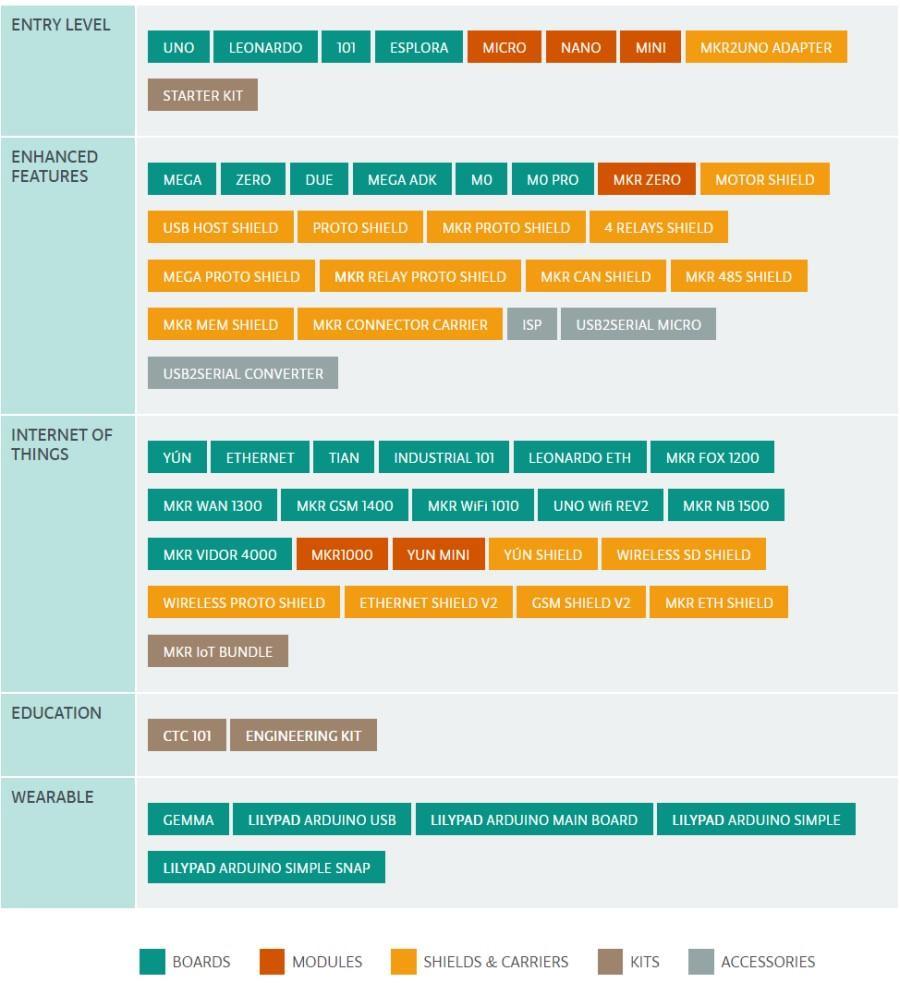 ENTRY LEVEL
UNO LEONARDO 101 ESPLORA MICRO NANO MINI MKR2UNO ADAPTER
STARTER KIT
ENHANCED
FEATURES
MEGA ZERO DUE MEGA ADK M0 M0 PRO MKR ZERO MOTOR SHIELD
USB HOST SHIELD PROTO SHIELD MKR PROTO SHIELD 4 RELAYS SHIELD
MEGA PROTO SHIELD MKR RELAY PROTO SHIELD MKR CAN SHIELD MKR 485 SHIELD
MKR MEM SHIELD MKR CONNECTOR CARRIER ISP USB2SERIAL MICRO
USB2SERIAL CONVERTER
INTERNET OF
THINGS
YÚN ETHERNET TIAN INDUSTRIAL 101 LEONARDO ETH MKR FOX 1200
MKR WAN 1300 MKR GSM 1400 MKR WiFi 1010 UNO Wifi REV2 MKR NB 1500
MKR VIDOR 4000 MKR1000 YUN MINI YÚN SHIELD WIRELESS SD SHIELD
WIRELESS PROTO SHIELD ETHERNET SHIELD V2 GSM SHIELD V2 MKR ETH SHIELD
MKR IoT BUNDLE
EDUCATION
CTC 101 ENGINEERING KIT
WEARABLE
GEMMA LILYPAD ARDUINO USB LILYPAD ARDUINO MAIN BOARD LILYPAD ARDUINO SIMPLE
LILYPAD ARDUINO SIMPLE SNAP
BOARDS MODULES SHIELDS & CARRIERS KITS ACCESSORIES